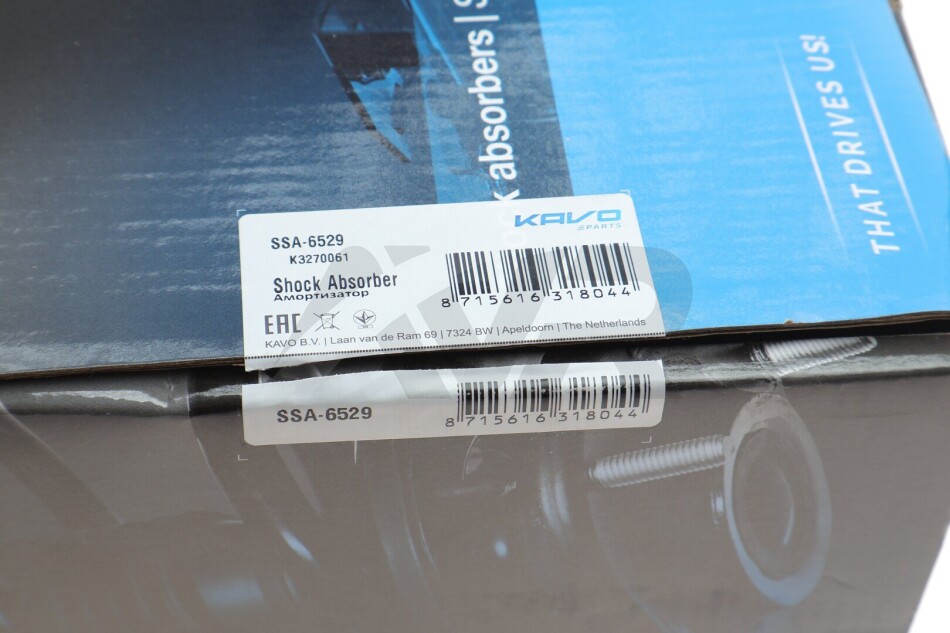 absorbers | S
THAT DRIVES US!
KAVO
PARTS
SSA-6529
K3270061
Shock Absorber
Амортизатор
8 715616 318044
EAC
KAVO B.V. | Laan van de Ram 69 | 7324 BW | Apeldoorn | The Netherlands
SSA-6529
8 715616 318044